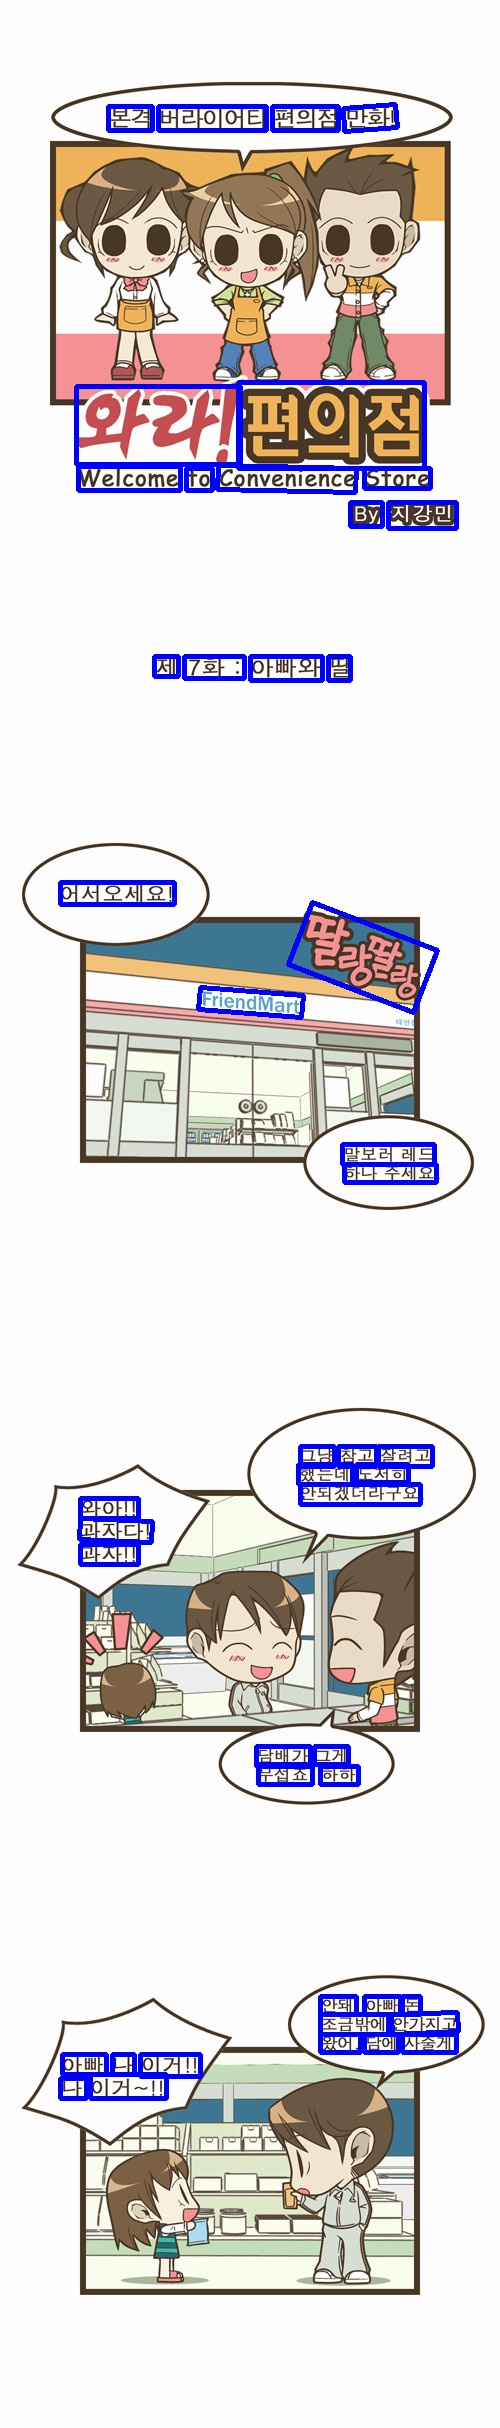 본격 버라이어티 편의점 만화!
와라! 편의점
Welcome to Convenience Store
By 지강민
제 7화 : 아빠와 딸
어서오세요!
딸랑딸랑
FriendMart
말보러 레드
하나 주세요
그냥 참고 잘려고
했는데 도저히
안되겠더라구요
와아!!
과자다!
과자!!
담배가 그게
무섭죠 하하
안돼 아빠 돈
조금밖에 안가지고
왔어. 담에 사줄게
아빠 나 이거!!
나 이거~!!